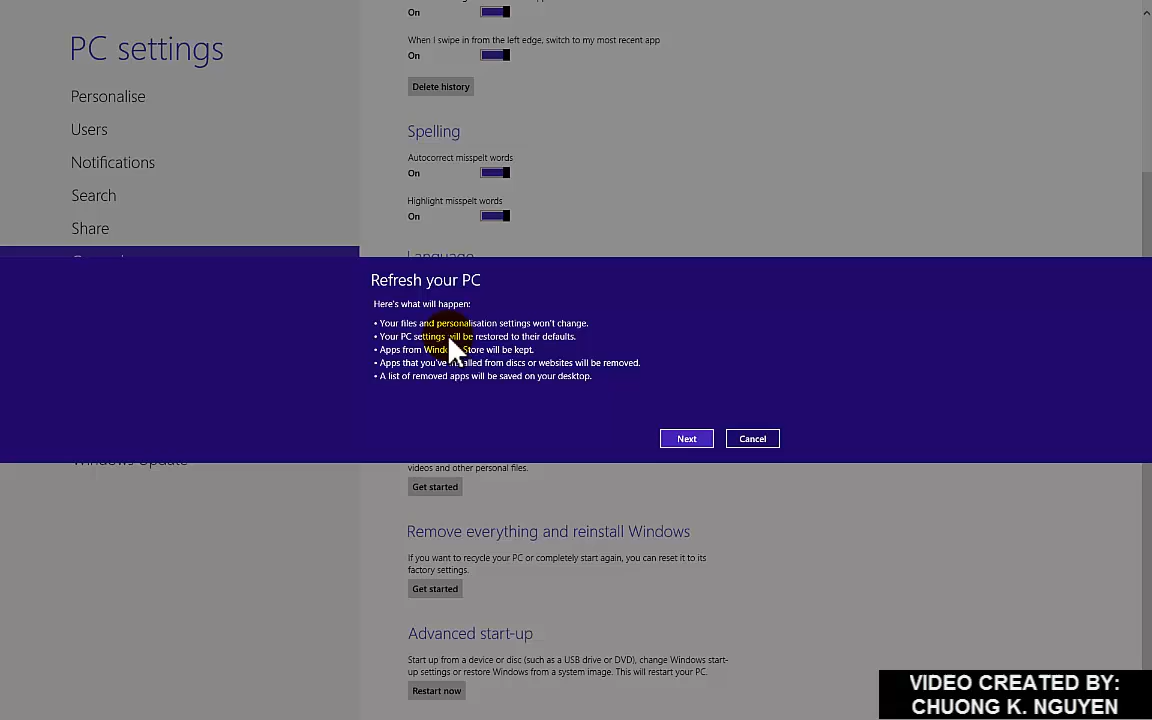 On
When I swipe in from the left edge, switch to my most recent app
On
Delete history
PC settings
Personalise
Users
Notifications
Search
Share
Spelling
Autocorrect misspelt words
On
Highlight misspelt words
On
Language
Refresh your PC
Here's what will happen:
• Your files and personalisation settings won't change.
• Your PC settings will be restored to their defaults.
• Apps from Windows Store will be kept.
• Apps that you've installed from discs or websites will be removed.
• A list of removed apps will be saved on your desktop.
Next
Cancel
Windows Update
videos and other personal files.
Get started
Remove everything and reinstall Windows
If you want to recycle your PC or completely start again, you can reset it to its
factory settings.
Get started
Advanced start-up
Start up from a device or disc (such as a USB drive or DVD), change Windows start-
up settings or restore Windows from a system image. This will restart your PC.
Restart now
VIDEO CREATED BY:
CHUONG K. NGUYEN